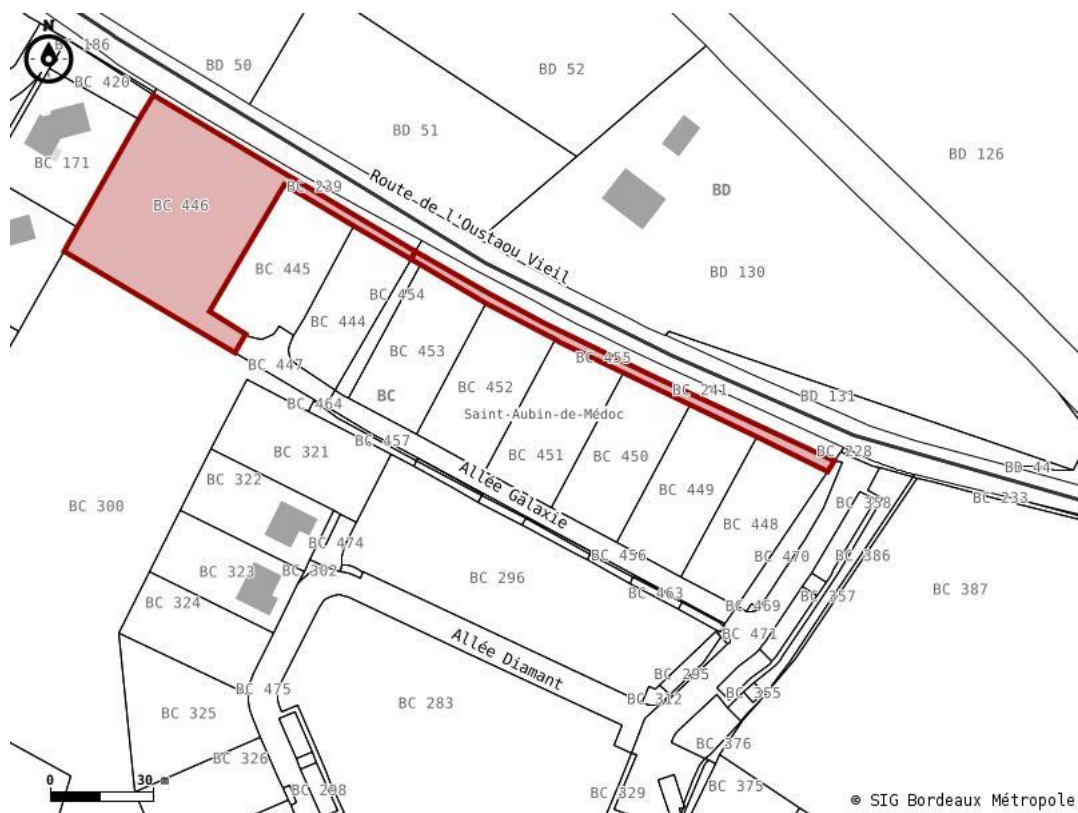 N
BC 186
BC 420
BD 50
BD 52
BD 51
BD 126
BC 171
BC 446
BC 239
Route de l'Oustaou Vieil
BD
BC 445
BD 130
BC 454
BC 444
BC 453
BC 447
BC 455
BC 452
BC
BC 241
BD 131
BC 464
Saint-Aubin-de-Médoc
BC 457
BC 321
BC 451
BC 450
BC 228
BD 44
BC 322
Allée Galaxie
BC 449
BC 233
BC 300
BC 448
BC 358
BC 474
BC 456
BC 470
BC 386
BC 323
BC 302
BC 296
BC 463
BC 357
BC 387
BC 324
BC 469
BC 471
Allée Diamant
BC 295
BC 475
BC 312
BC 355
BC 325
BC 283
BC 326
BC 376
0 30 m
BC 298
BC 329
BC 375
© SIG Bordeaux Métropole